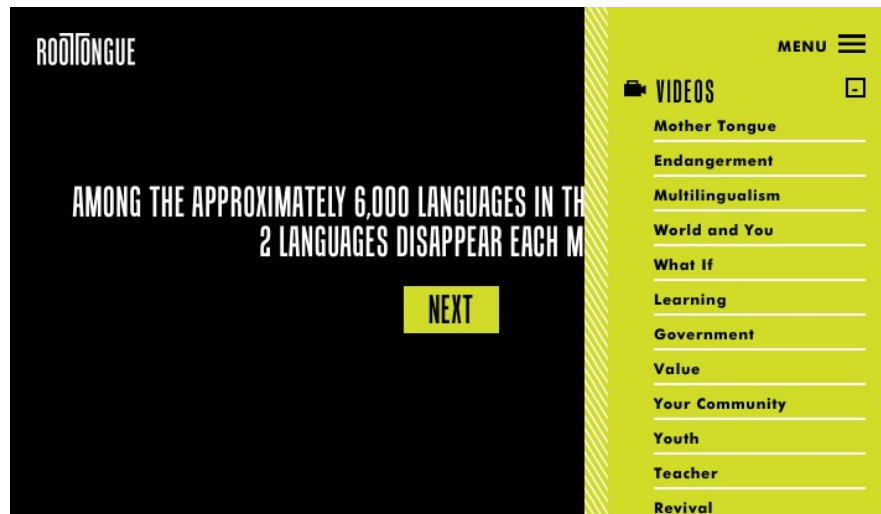 ROOTTONGUE
AMONG THE APPROXIMATELY 6,000 LANGUAGES IN TH
2 LANGUAGES DISAPPEAR EACH M
NEXT
MENU
VIDEOS
Mother Tongue
Endangerment
Multilingualism
World and You
What If
Learning
Government
Value
Your Community
Youth
Teacher
Revival